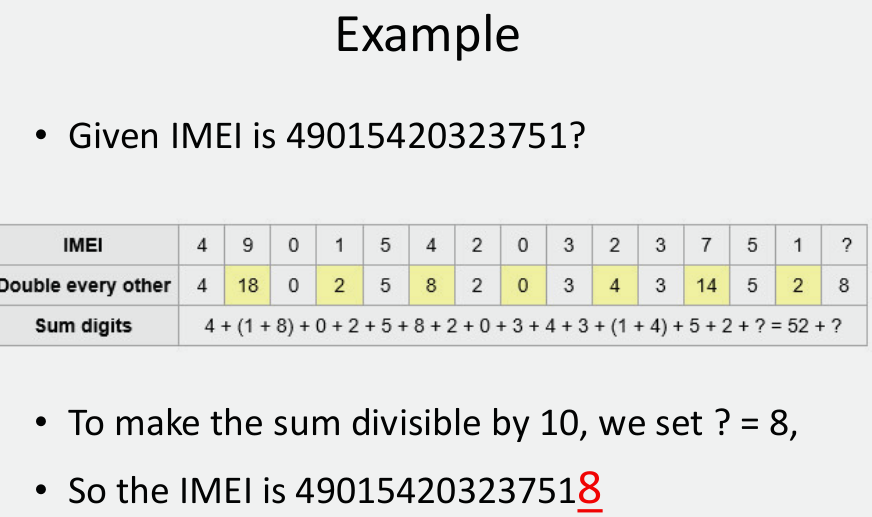 Example
• Given IMEI is 49015420323751?
IMEI 4 9 0 1 5 4 2 0 3 2 3 7 5 1 ?
Double every other 4 18 0 2 5 8 2 0 3 4 3 14 5 2 8
Sum digits 4 + (1 + 8) + 0 + 2 + 5 + 8 + 2 + 0 + 3 + 4 + 3 + (1 + 4) + 5 + 2 + ? = 52 + ?
• To make the sum divisible by 10, we set ? = 8,
• So the IMEI is 490154203237518